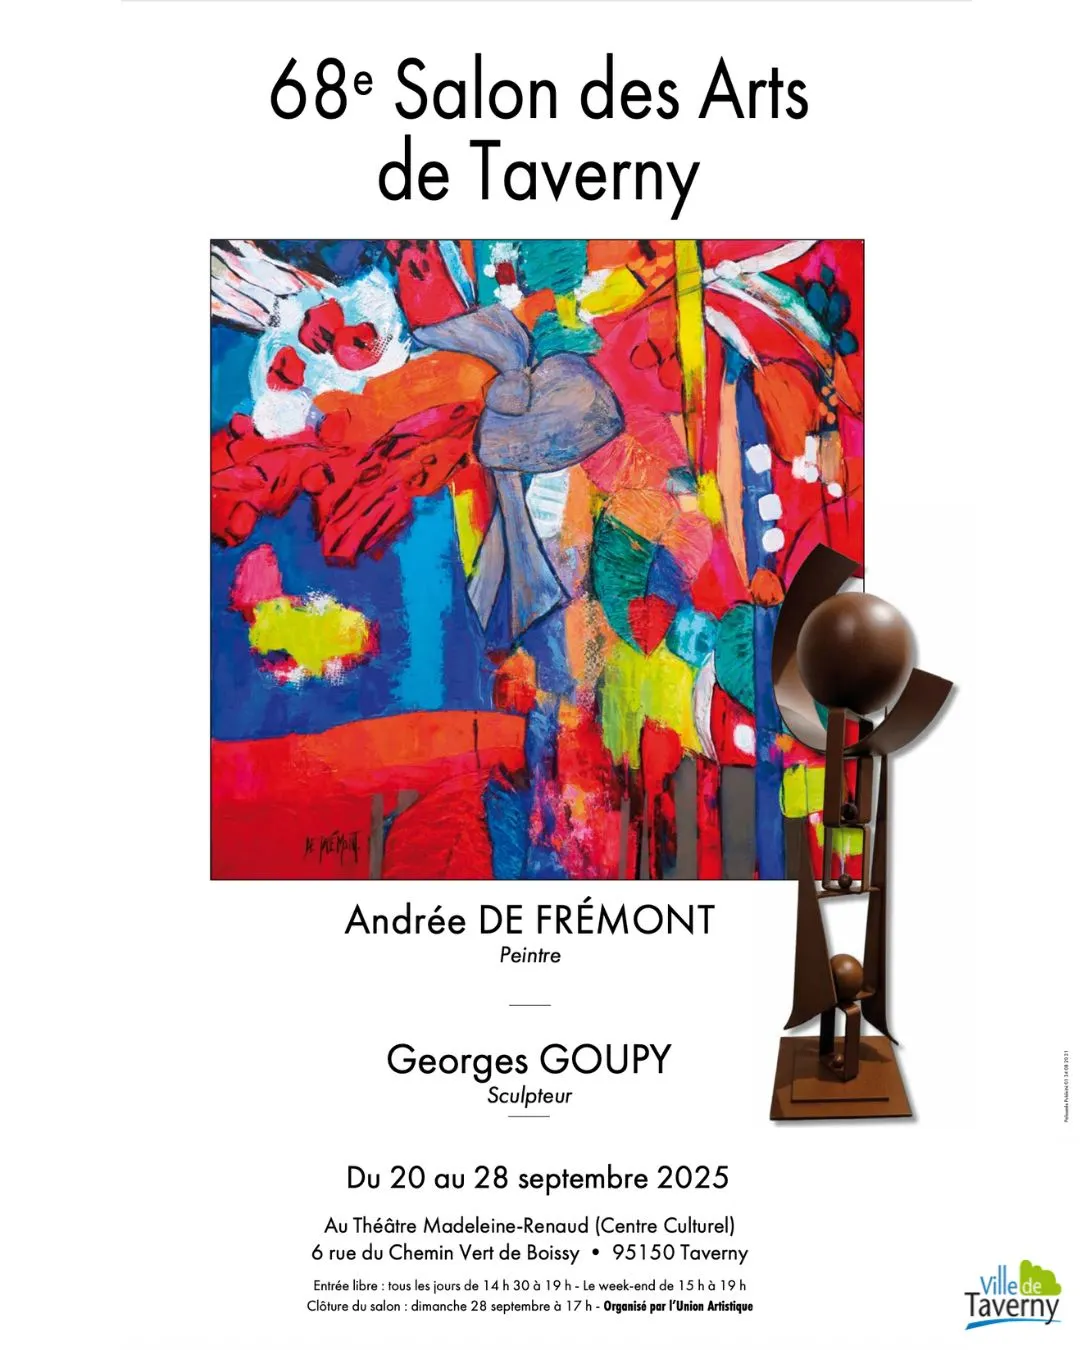 68e Salon des Arts
de Taverny
DE FRÉMONT.
Andrée DE FRÉMONT
Peintre
Georges GOUPY
Sculpteur
Du 20 au 28 septembre 2025
Au Théâtre Madeleine-Renaud (Centre Culturel)
6 rue du Chemin Vert de Boissy • 95150 Taverny
Entrée libre : tous les jours de 14 h 30 à 19 h - Le week-end de 15 h à 19 h
Clôture du salon : dimanche 28 septembre à 17 h - Organisé par l'Union Artistique
Ville de
Taverny